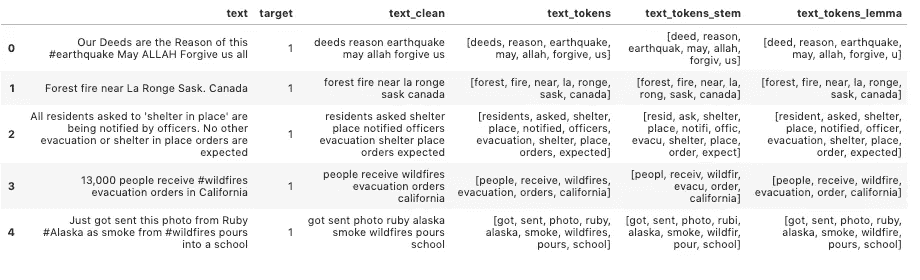 text
target
text_clean
text_tokens
text_tokens_stem
text_tokens_lemma
0
Our Deeds are the Reason of this
#earthquake May ALLAH Forgive us all
1
deeds reason earthquake
may allah forgive us
[deeds, reason, earthquake,
may, allah, forgive, us]
[deed, reason,
earthquak, may, allah,
forgiv, us]
[deed, reason, earthquake,
may, allah, forgive, u]
1
Forest fire near La Ronge Sask. Canada
1
forest fire near la ronge
sask canada
[forest, fire, near, la, ronge,
sask, canada]
[forest, fire, near, la,
rong, sask, canada]
[forest, fire, near, la, ronge,
sask, canada]
2
All residents asked to 'shelter in place' are
being notified by officers. No other
evacuation or shelter in place orders are
expected
1
residents asked shelter
place notified officers
evacuation shelter place
orders expected
[residents, asked, shelter,
place, notified, officers,
evacuation, shelter, place,
orders, expected]
[resid, ask, shelter,
place, notifi, offic,
evacu, shelter, place,
order, expect]
[resident, asked, shelter,
place, notified, officer,
evacuation, shelter, place,
order, expected]
3
13,000 people receive #wildfires
evacuation orders in California
1
people receive wildfires
evacuation orders
california
[people, receive, wildfires,
evacuation, orders, california]
[peopl, receiv, wildfir,
evacu, order,
california]
[people, receive, wildfire,
evacuation, order, california]
4
Just got sent this photo from Ruby
#Alaska as smoke from #wildfires pours
into a school
1
got sent photo ruby alaska
smoke wildfires pours
school
[got, sent, photo, ruby,
alaska, smoke, wildfires,
pours, school]
[got, sent, photo, rubi,
alaska, smoke, wildfir,
pour, school]
[got, sent, photo, ruby,
alaska, smoke, wildfire,
pours, school]